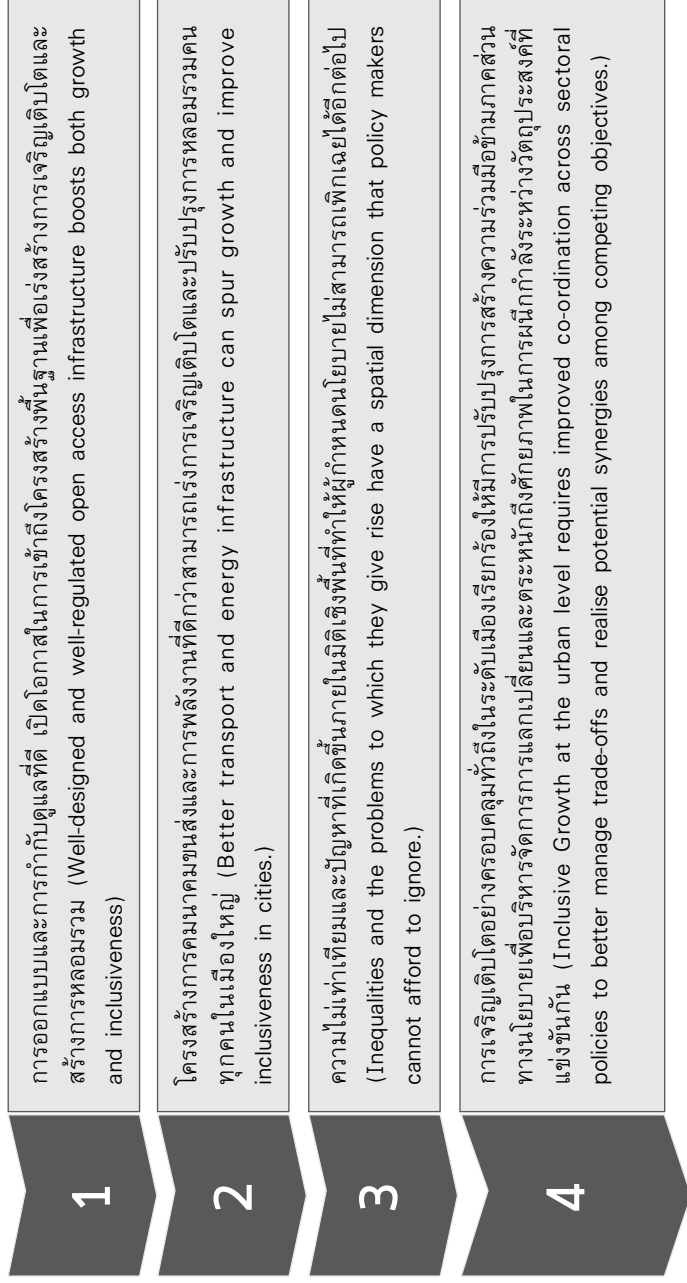 1
การออกแบบและการกำกับดูแลที่ดี เปิดโอกาสในการเข้าถึงโครงสร้างพื้นฐานเพื่อเร่งสร้างการเจริญเติบโตและ
สร้างการหลอมรวม (Well-designed and well-regulated open access infrastructure boosts both growth
and inclusiveness)
2
โครงสร้างการคมนาคมขนส่งและการพลังงานที่ดีกว่าสามารถเร่งการเจริญเติบโตและปรับปรุงการหลอมรวมคน
ทุกคนในเมืองใหญ่ (Better transport and energy infrastructure can spur growth and improve
inclusiveness in cities.)
3
ความไม่เท่าเทียมและปัญหาที่เกิดขึ้นภายในมิติเชิงพื้นที่ทำให้ผู้กำหนดนโยบายไม่สามารถเพิกเฉยได้อีกต่อไป
(Inequalities and the problems to which they give rise have a spatial dimension that policy makers
cannot afford to ignore.)
4
การเจริญเติบโตอย่างครอบคลุมทั่วถึงในระดับเมืองเรียกร้องให้มีการปรับปรุงการสร้างความร่วมมือข้ามภาคส่วน
ทางนโยบายเพื่อบริหารจัดการการแลกเปลี่ยนและตระหนักถึงศักยภาพในการผนึกกำลังระหว่างวัตถุประสงค์ที่
แข่งขันกัน (Inclusive Growth at the urban level requires improved co-ordination across sectoral
policies to better manage trade-offs and realise potential synergies among competing objectives.)